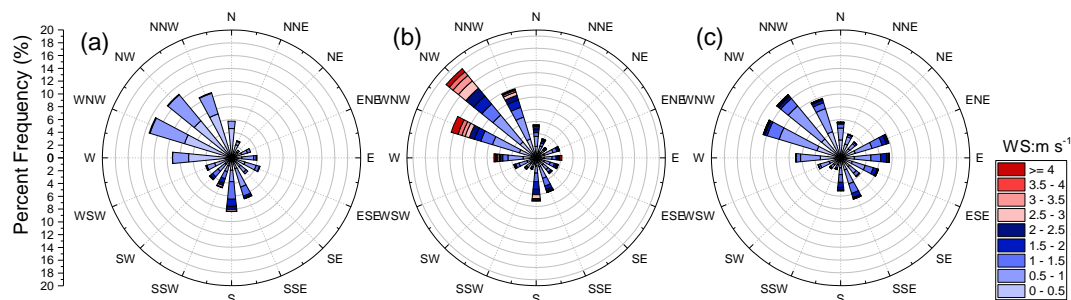 Percent Frequency (%)
20
18
16
14
12
10
8
6
4
2
0
2
4
6
8
10
12
14
16
18
20
(a)
N
NNE
NE
ENE
E
ESE
SE
SSE
S
SSW
SW
WSW
W
WNW
NW
NNW
(b)
N
NNE
NE
ENE
E
ESE
SE
SSE
S
SSW
SW
WSW
W
WNW
NW
NNW
(c)
N
NNE
NE
ENE
E
ESE
SE
SSE
S
SSW
SW
WSW
W
WNW
NW
NNW
WS:m s⁻¹
>= 4
3.5 - 4
3 - 3.5
2.5 - 3
2 - 2.5
1.5 - 2
1 - 1.5
0.5 - 1
0 - 0.5